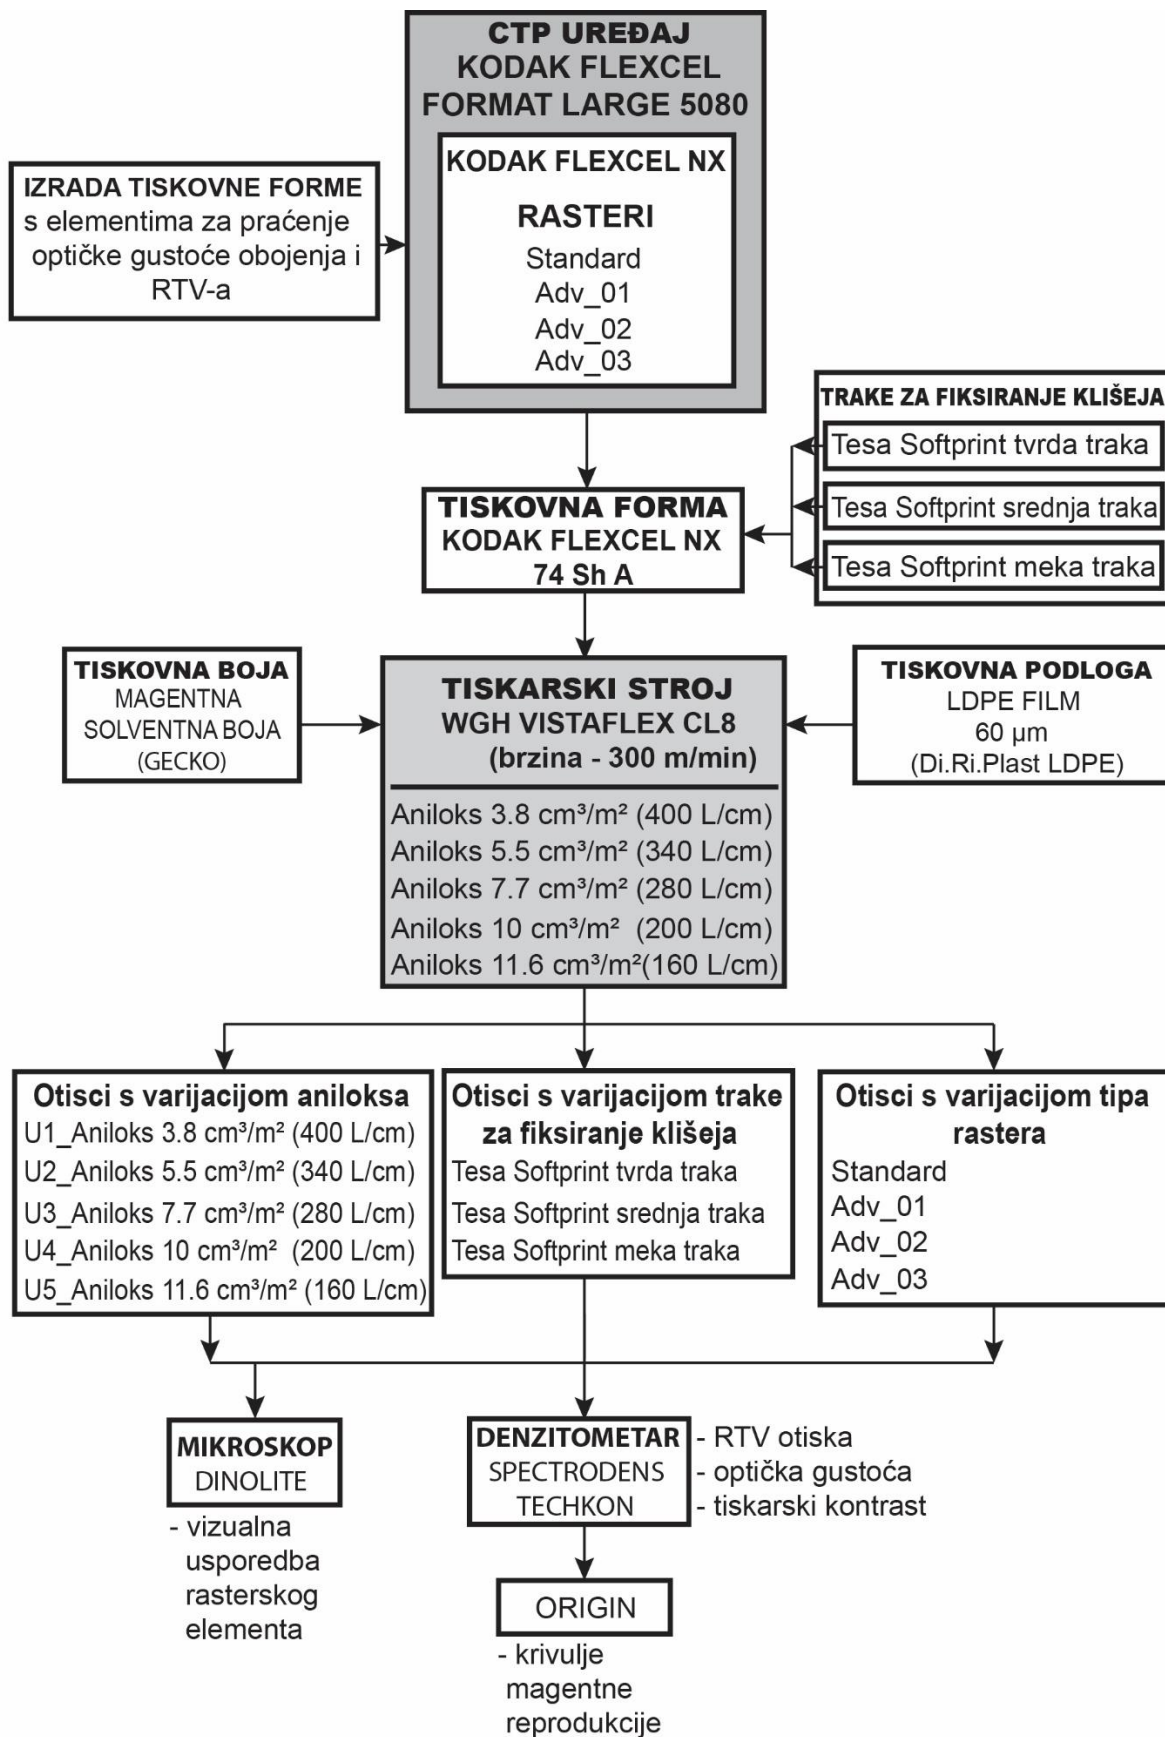 CTP UREĐAJ
KODAK FLEXCEL
FORMAT LARGE 5080
KODAK FLEXCEL NX
RASTERI
Standard
Adv_01
Adv_02
Adv_03
IZRADA TISKOVNE FORME
s elementima za praćenje
optičke gustoće obojenja i
RTV-a
TRAKE ZA FIKSIRANJE KLIŠEJA
Tesa Softprint tvrda traka
Tesa Softprint srednja traka
Tesa Softprint meka traka
TISKOVNA FORMA
KODAK FLEXCEL NX
74 Sh A
TISKOVNA BOJA
MAGENTNA
SOLVENTNA BOJA
(GECKO)
TISKARSKI STROJ
WGH VISTAFLEX CL8
(brzina - 300 m/min)
Aniloks 3.8 cm³/m² (400 L/cm)
Aniloks 5.5 cm³/m² (340 L/cm)
Aniloks 7.7 cm³/m² (280 L/cm)
Aniloks 10 cm³/m² (200 L/cm)
Aniloks 11.6 cm³/m²(160 L/cm)
TISKOVNA PODLOGA
LDPE FILM
60 µm
(Di.Ri.Plast LDPE)
Otisci s varijacijom aniloksa
U1_Aniloks 3.8 cm³/m² (400 L/cm)
U2_Aniloks 5.5 cm³/m² (340 L/cm)
U3_Aniloks 7.7 cm³/m² (280 L/cm)
U4_Aniloks 10 cm³/m² (200 L/cm)
U5_Aniloks 11.6 cm³/m² (160 L/cm)
Otisci s varijacijom trake
za fiksiranje klišeja
Tesa Softprint tvrda traka
Tesa Softprint srednja traka
Tesa Softprint meka traka
Otisci s varijacijom tipa
rastera
Standard
Adv_01
Adv_02
Adv_03
MIKROSKOP
DINOLITE
- vizualna
usporedba
rasterskog
elementa
DENZITOMETAR
SPECTRODENS
TECHKON
- RTV otiska
- optička gustoća
- tiskarski kontrast
ORIGIN
- krivulje
magentne
reprodukcije